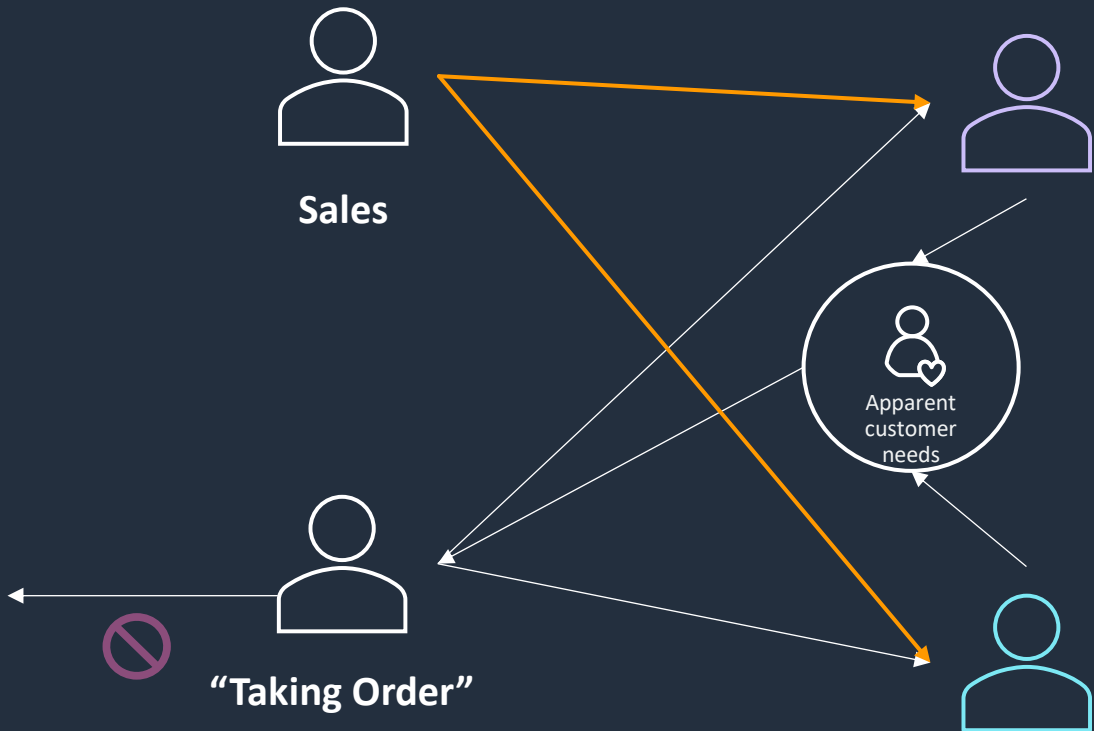 Sales
Apparent
customer
needs
“Taking Order”